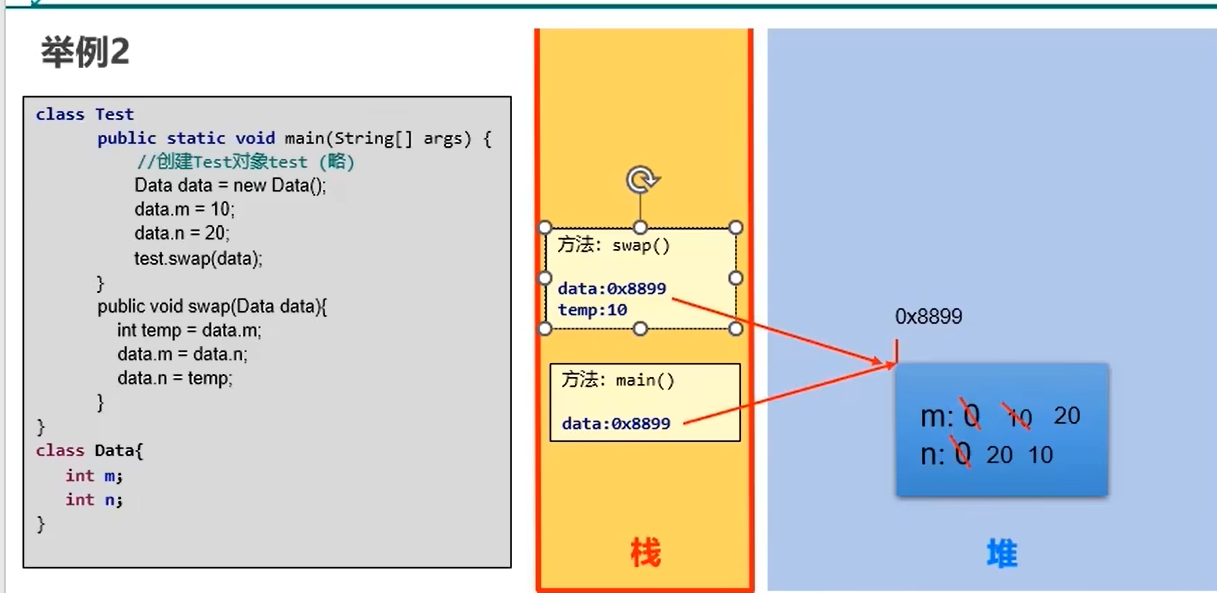 举例2
class Test
public static void main(String[] args) {
//创建Test对象test (略)
Data data = new Data();
data.m = 10;
data.n = 20;
test.swap(data);
}
public void swap(Data data){
int temp = data.m;
data.m = data.n;
data.n = temp;
}
}
class Data{
int m;
int n;
}
方法: swap()
data:0x8899
temp:10
方法: main()
data:0x8899
栈
0x8899
m: 0 10 20
n: 0 20 10
堆